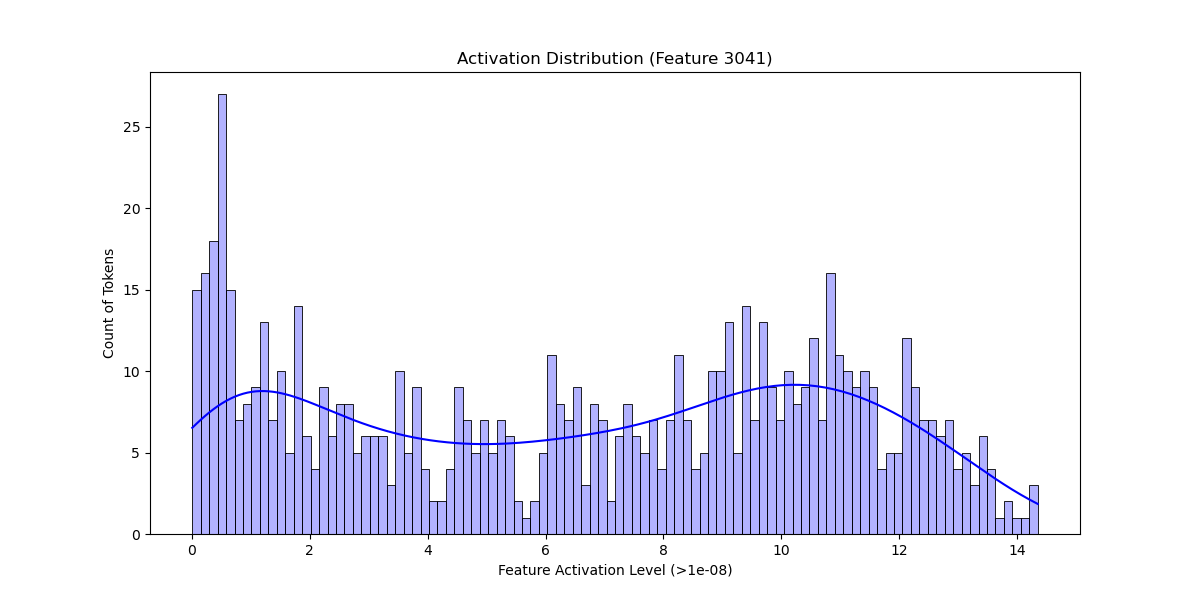 Activation Distribution (Feature 3041)
25
20
15
10
5
0
Count of Tokens
0 2 4 6 8 10 12 14
Feature Activation Level (>1e-08)